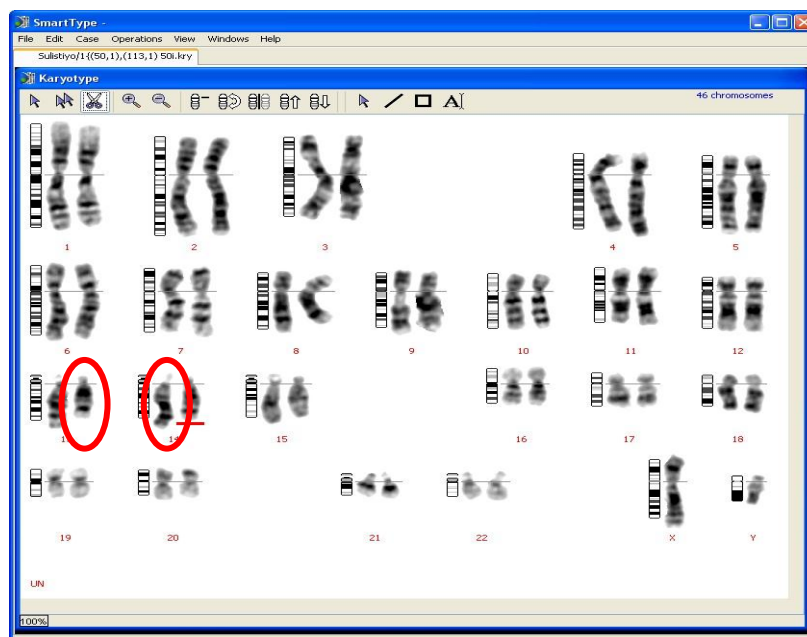 SmartType -
File Edit Case Operations View Windows Help
Sulistiyo/1{(50,1),(113,1) 50i.kry
Karyotype
A
46 chromosomes
1 2 3 4 5
6 7 8 9 10 11 12
13 14 15 16 17 18
19 20 21 22 X Y
UN
100%